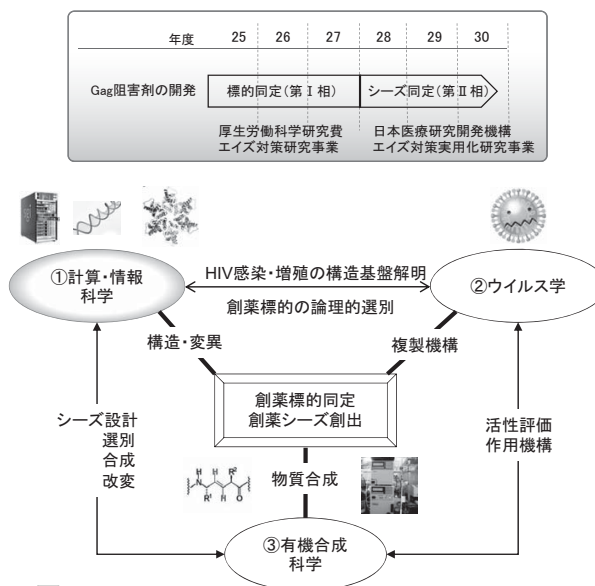 年度 25 26 27 28 29 30
Gag阻害剤の開発 標的同定(第Ⅰ相) シーズ同定(第Ⅱ相)
厚生労働科学研究費 日本医療研究開発機構
エイズ対策研究事業 エイズ対策実用化研究事業
①計算・情報
科学
HIV感染・増殖の構造基盤解明
創薬標的の論理的選別
②ウイルス学
構造・変異
複製機構
創薬標的同定
創薬シーズ創出
シーズ設計
選別
合成
改変
活性評価
作用機構
物質合成
H R² H
N O
R¹ H
③有機合成
科学